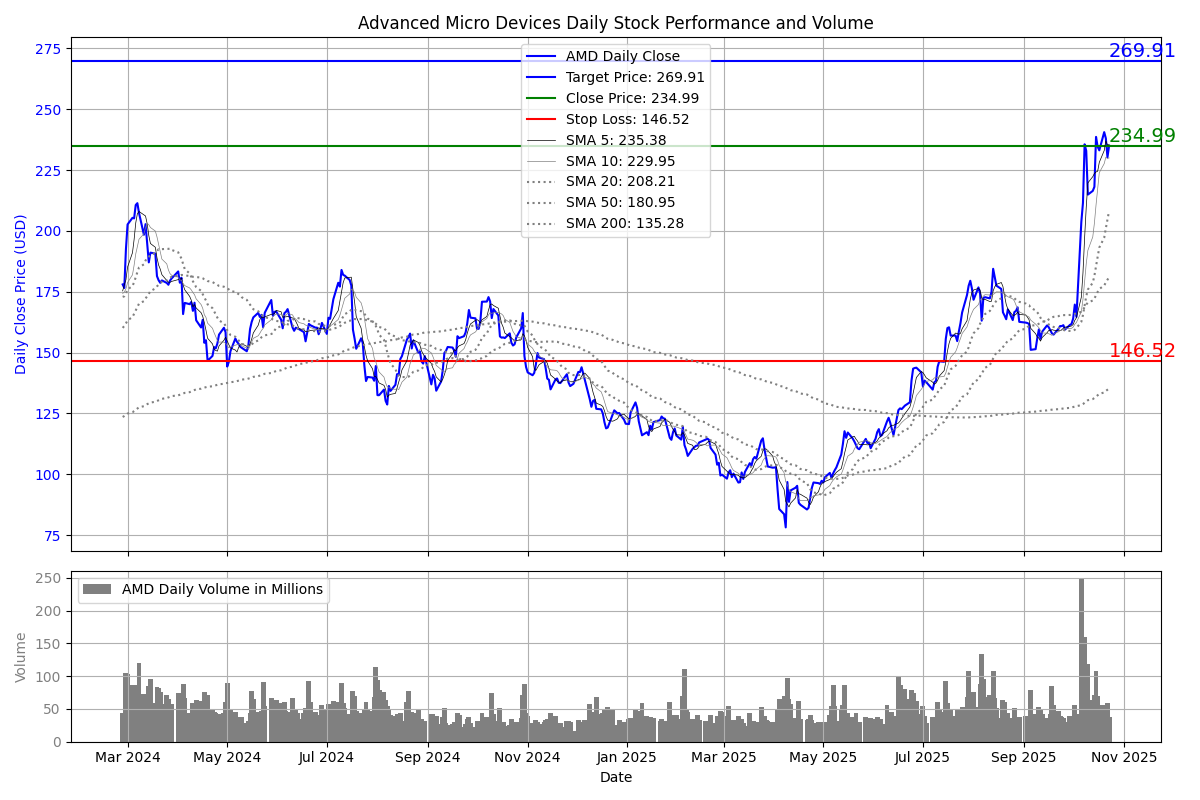 Advanced Micro Devices Daily Stock Performance and Volume
Daily Close Price (USD)
275
250
225
200
175
150
125
100
75
AMD Daily Close
Target Price: 269.91
Close Price: 234.99
Stop Loss: 146.52
SMA 5: 235.38
SMA 10: 229.95
SMA 20: 208.21
SMA 50: 180.95
SMA 200: 135.28
269.91
234.99
146.52
Volume
250
200
150
100
50
0
AMD Daily Volume in Millions
Mar 2024 May 2024 Jul 2024 Sep 2024 Nov 2024 Jan 2025 Mar 2025 May 2025 Jul 2025 Sep 2025 Nov 2025
Date